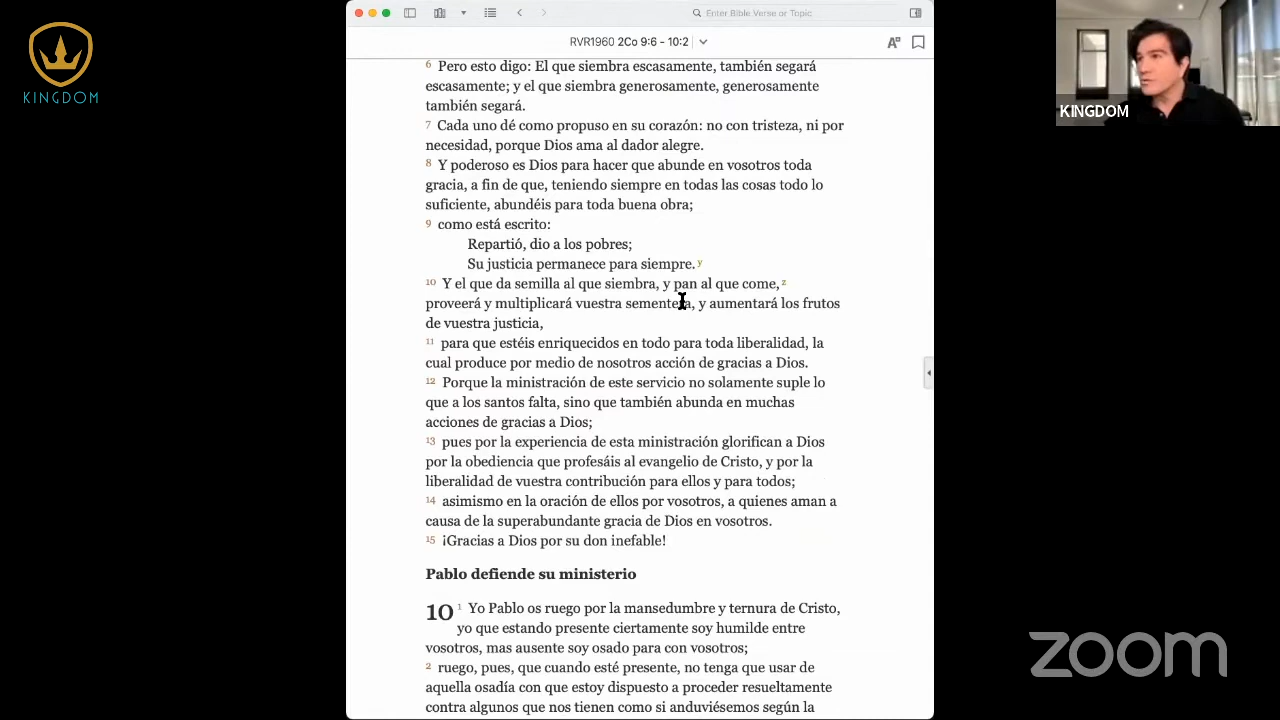 KINGDOM
Enter Bible Verse or Topic
RVR1960 2Co 9:6 - 10:2
KINGDOM
6 Pero esto digo: El que siembra escasamente, también segará
escasamente; y el que siembra generosamente, generosamente
también segará.
7 Cada uno dé como propuso en su corazón: no con tristeza, ni por
necesidad, porque Dios ama al dador alegre.
8 Y poderoso es Dios para hacer que abunde en vosotros toda
gracia, a fin de que, teniendo siempre en todas las cosas todo lo
suficiente, abundéis para toda buena obra;
9 como está escrito:
Repartió, dio a los pobres;
Su justicia permanece para siempre. y
10 Y el que da semilla al que siembra, y pan al que come, z
proveerá y multiplicará vuestra sementera, y aumentará los frutos
de vuestra justicia,
11 para que estéis enriquecidos en todo para toda liberalidad, la
cual produce por medio de nosotros acción de gracias a Dios.
12 Porque la ministración de este servicio no solamente suple lo
que a los santos falta, sino que también abunda en muchas
acciones de gracias a Dios;
13 pues por la experiencia de esta ministración glorifican a Dios
por la obediencia que profesáis al evangelio de Cristo, y por la
liberalidad de vuestra contribución para ellos y para todos;
14 asimismo en la oración de ellos por vosotros, a quienes aman a
causa de la superabundante gracia de Dios en vosotros.
15 ¡Gracias a Dios por su don inefable!
Pablo defiende su ministerio
10 1 Yo Pablo os ruego por la mansedumbre y ternura de Cristo,
yo que estando presente ciertamente soy humilde entre
vosotros, mas ausente soy osado para con vosotros;
2 ruego, pues, que cuando esté presente, no tenga que usar de
aquella osadía con que estoy dispuesto a proceder resueltamente
contra algunos que nos tienen como si anduviésemos según la
zoom